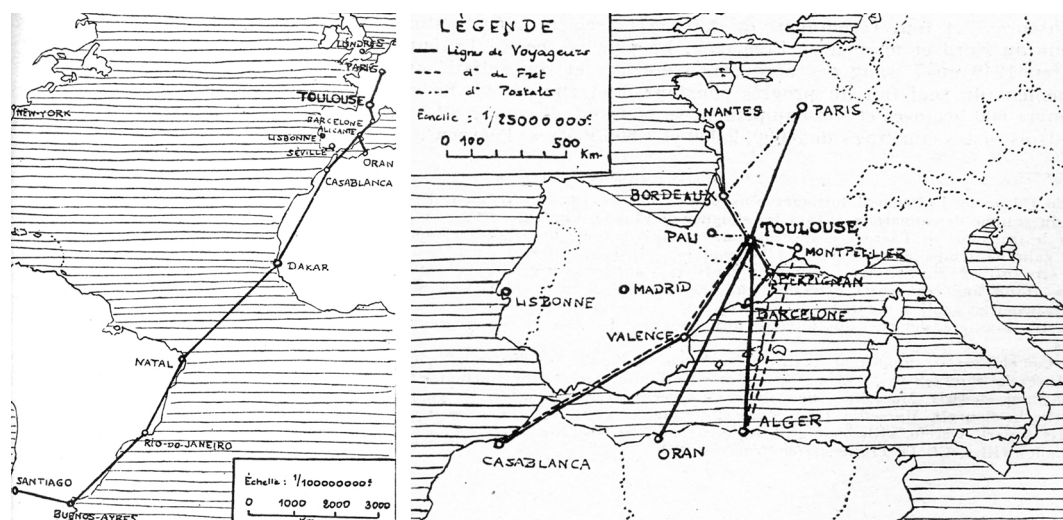 LONDRES
PARIS
TOULOUSE
NEW-YORK
BARCELONE
ALICANTE
LISBONNE
SÉVILLE
ORAN
CASABLANCA
DAKAR
NATAL
RIO-DO-JANEIRO
SANTIAGO
BUENOS-AYRES
Échelle : 1/100000000e
0 1000 2000 3000
LÉGENDE
Ligne de Voyageurs
d° de Fret
d° Postales
Échelle : 1/25000000e
0 100 500
Km.
NANTES
PARIS
BORDEAUX
TOULOUSE
PAU
MONTPELLIER
PERPIGNAN
LISBONNE
MADRID
BARCELONE
VALENCE
ALGER
CASABLANCA
ORAN